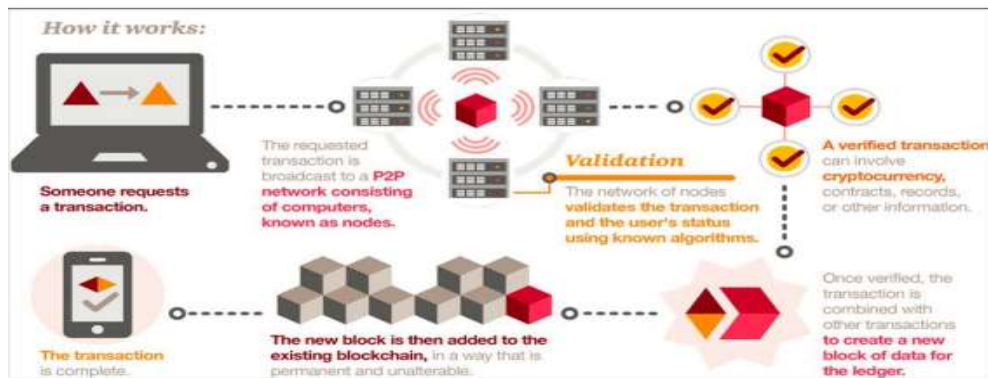 How it works:
Someone requests
a transaction.
The requested
transaction is
broadcast to a P2P
network consisting
of computers,
known as nodes.
Validation
The network of nodes
validates the transaction
and the user's status
using known algorithms.
A verified transaction
can involve
cryptocurrency,
contracts, records,
or other information.
Once verified, the
transaction is
combined with
other transactions
to create a new
block of data for
the ledger.
The new block is then added to the
existing blockchain, in a way that is
permanent and unalterable.
The transaction
is complete.